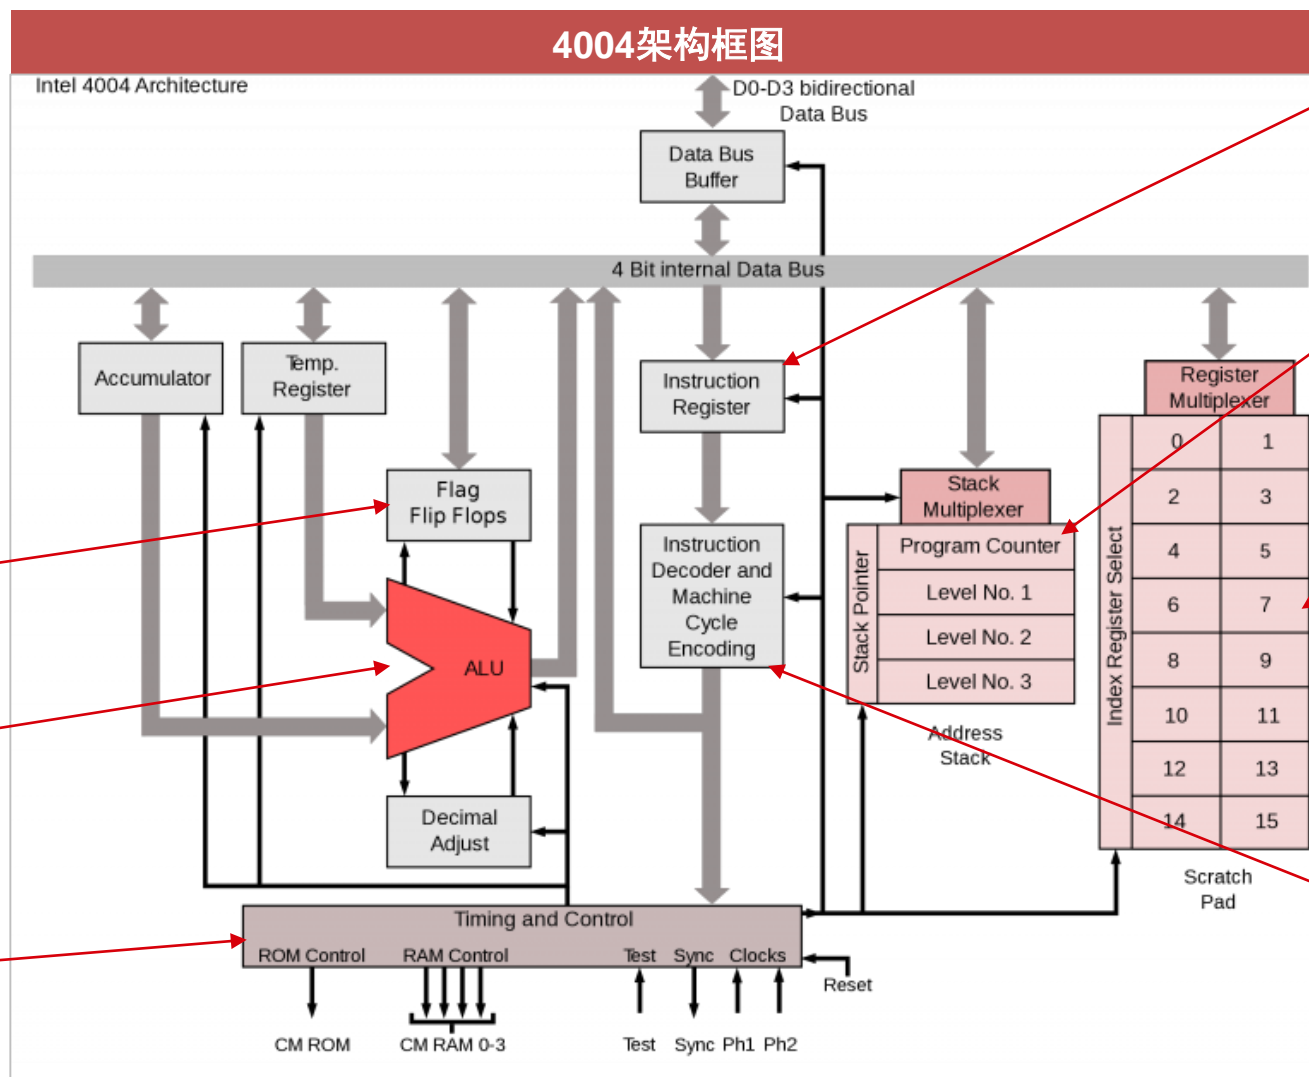 4004架构框图
Intel 4004 Architecture
D0-D3 bidirectional
Data Bus
Data Bus
Buffer
4 Bit internal Data Bus
Accumulator
Temp.
Register
Instruction
Register
Register
Multiplexer
Flag
Flip Flops
Stack
Multiplexer
Instruction
Decoder and
Machine
Cycle
Encoding
Stack Pointer
Program Counter
Level No. 1
Level No. 2
Level No. 3
Address
Stack
Index Register Select
0 1
2 3
4 5
6 7
8 9
10 11
12 13
14 15
Scratch
Pad
ALU
Decimal
Adjust
Timing and Control
ROM Control RAM Control Test Sync Clocks
Reset
CM ROM CM RAM 0-3 Test Sync Ph1 Ph2